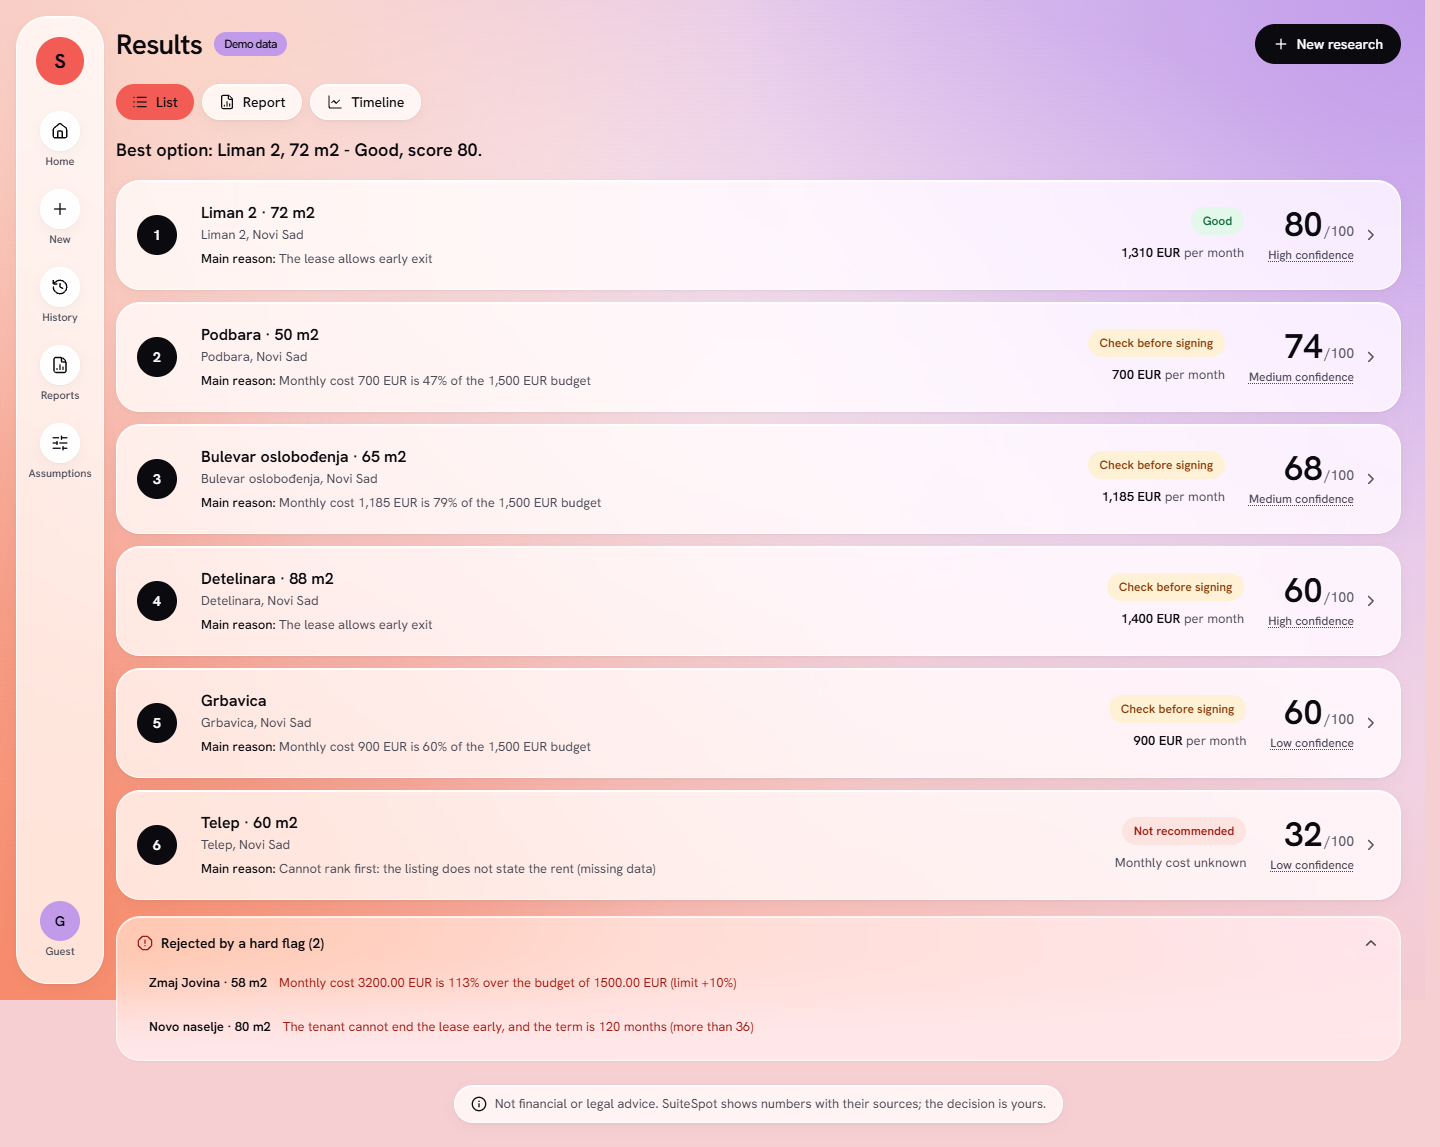 S
Home
New
History
Reports
Assumptions
G
Guest
Results
Demo data
New research
List
Report
Timeline
Best option: Liman 2, 72 m2 - Good, score 80.
1
Liman 2 · 72 m2
Liman 2, Novi Sad
Main reason: The lease allows early exit
Good
1,310 EUR per month
80/100
High confidence
2
Podbara · 50 m2
Podbara, Novi Sad
Main reason: Monthly cost 700 EUR is 47% of the 1,500 EUR budget
Check before signing
700 EUR per month
74/100
Medium confidence
3
Bulevar oslobođenja · 65 m2
Bulevar oslobođenja, Novi Sad
Main reason: Monthly cost 1,185 EUR is 79% of the 1,500 EUR budget
Check before signing
1,185 EUR per month
68/100
Medium confidence
4
Detelinara · 88 m2
Detelinara, Novi Sad
Main reason: The lease allows early exit
Check before signing
1,400 EUR per month
60/100
High confidence
5
Grbavica
Grbavica, Novi Sad
Main reason: Monthly cost 900 EUR is 60% of the 1,500 EUR budget
Check before signing
900 EUR per month
60/100
Low confidence
6
Telep · 60 m2
Telep, Novi Sad
Main reason: Cannot rank first: the listing does not state the rent (missing data)
Not recommended
Monthly cost unknown
32/100
Low confidence
Rejected by a hard flag (2)
Zmaj Jovina · 58 m2 Monthly cost 3200.00 EUR is 113% over the budget of 1500.00 EUR (limit +10%)
Novo naselje · 80 m2 The tenant cannot end the lease early, and the term is 120 months (more than 36)
Not financial or legal advice. SuiteSpot shows numbers with their sources; the decision is yours.